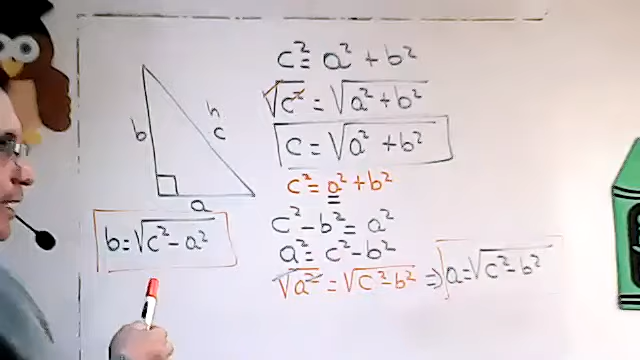 c² = a² + b²
√c² = √a² + b²
c = √a² + b²
c² = a² + b²
c² - b² = a²
a² = c² - b²
√a² = √c² - b² ⇒ a = √c² - b²
h
b
c
a
b = √c² - a²